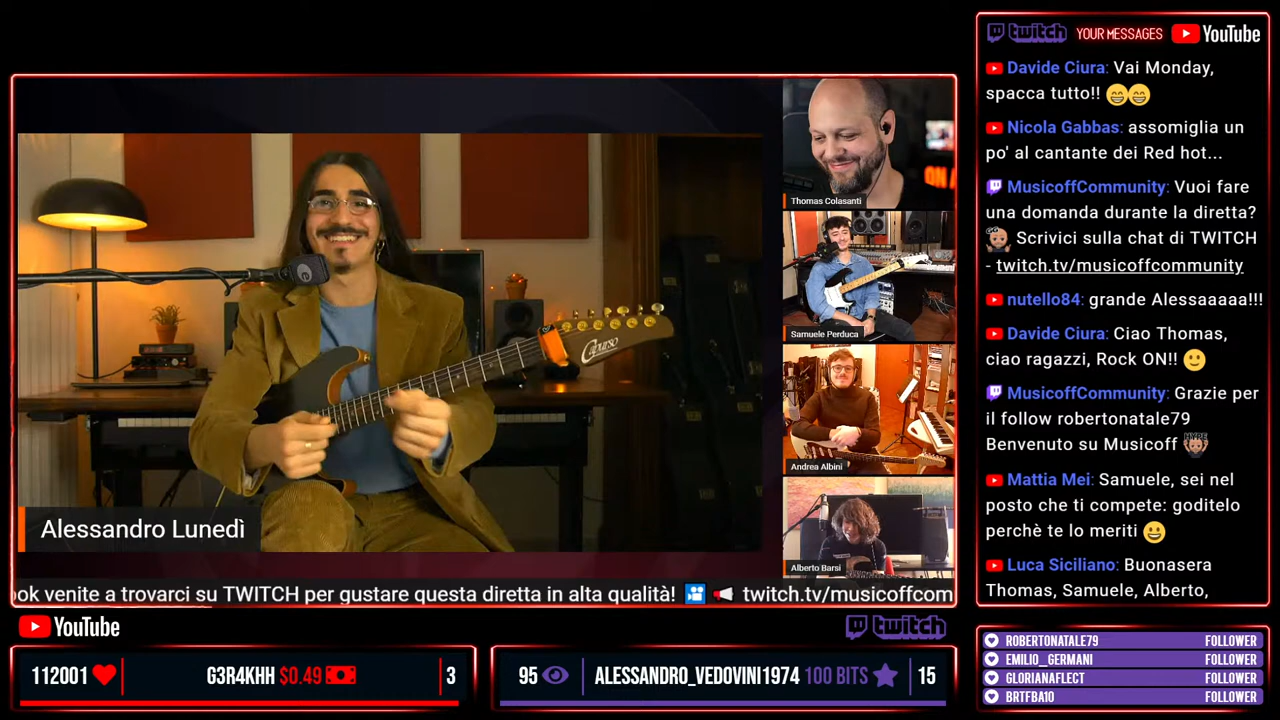 twitch YOUR MESSAGES YouTube
Davide Ciura: Vai Monday,
spacca tutto!! 😁😁
Nicola Gabbas: assomiglia un
po' al cantante dei Red hot...
MusicoffCommunity: Vuoi fare
una domanda durante la diretta?
GG Scrivici sulla chat di TWITCH
- twitch.tv/musicoffcommunity
nutello84: grande Alessaaaaa!!!
Davide Ciura: Ciao Thomas,
ciao ragazzi, Rock ON!! 🙂
MusicoffCommunity: Grazie per
il follow robertonatale79
Benvenuto su Musicoff HYPE
Mattia Mei: Samuele, sei nel
posto che ti compete: goditelo
perchè te lo meriti 😀
Luca Siciliano: Buonasera
Thomas, Samuele, Alberto,
ON A
Thomas Colasanti
Samuele Perduca
Capurso
Andrea Albini
Alessandro Lunedì
Alberto Barsi
ook venite a trovarci su TWITCH per gustare questa diretta in alta qualità! 🎦 📢 twitch.tv/musicoffcom
YouTube
twitch
112001 G3R4KHH $0.49 3
95 ALESSANDRO_VEDOVINI1974 100 BITS 15
ROBERTONATALE79 FOLLOWER
EMILIO_GERMANI FOLLOWER
GLORIANAFLECT FOLLOWER
BRTFBA10 FOLLOWER